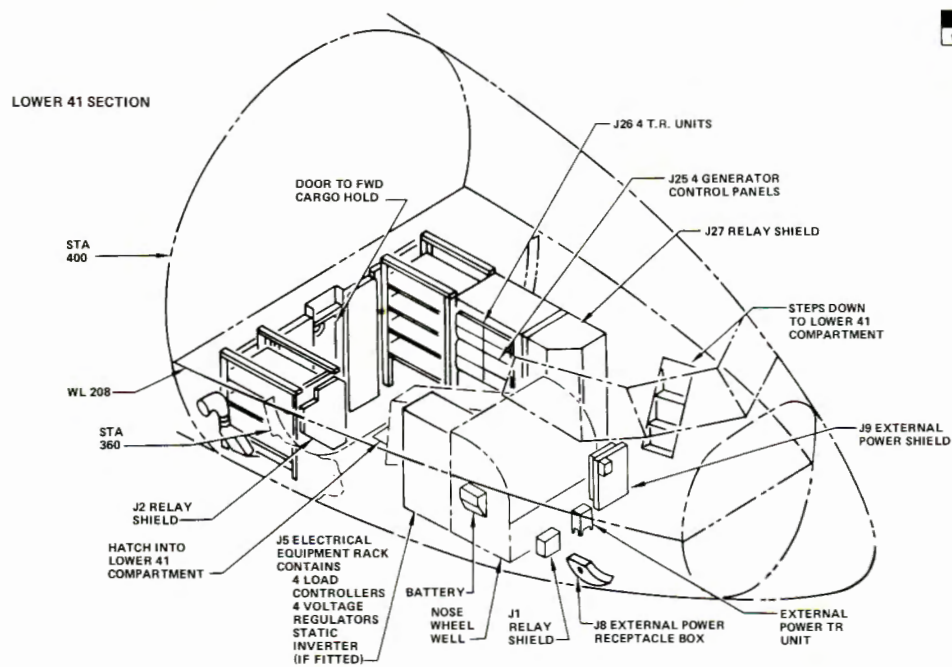 LOWER 41 SECTION
J26 4 T.R. UNITS
DOOR TO FWD
CARGO HOLD
J25 4 GENERATOR
CONTROL PANELS
J27 RELAY SHIELD
STA
400
STEPS DOWN
TO LOWER 41
COMPARTMENT
WL 208
STA
360
J9 EXTERNAL
POWER SHIELD
J2 RELAY
SHIELD
HATCH INTO
LOWER 41
COMPARTMENT
J5 ELECTRICAL
EQUIPMENT RACK
CONTAINS
4 LOAD
CONTROLLERS
4 VOLTAGE
REGULATORS
STATIC
INVERTER
(IF FITTED)
BATTERY
NOSE
WHEEL
WELL
J1
RELAY
SHIELD
J8 EXTERNAL POWER
RECEPTACLE BOX
EXTERNAL
POWER TR
UNIT